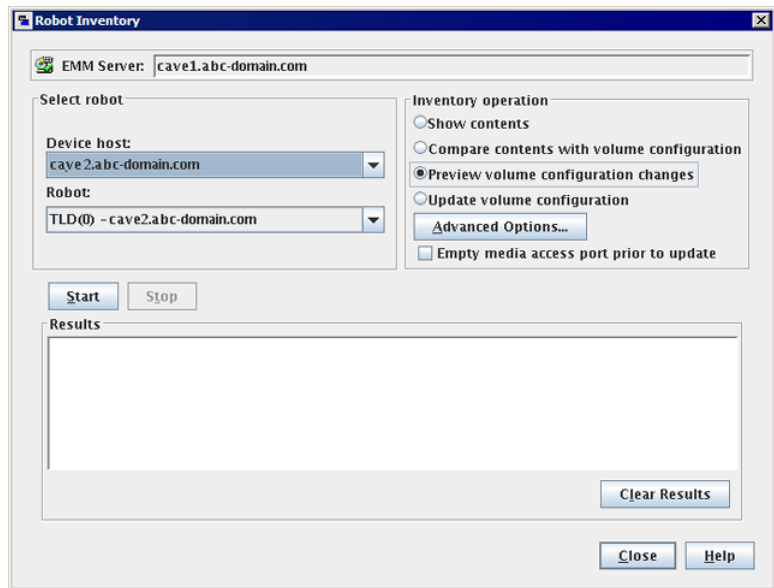 Robot Inventory
EMM Server: cave1.abc-domain.com
Select robot
Device host:
cave2.abc-domain.com
Robot:
TLD(0) - cave2.abc-domain.com
Inventory operation
Show contents
Compare contents with volume configuration
Preview volume configuration changes
Update volume configuration
Advanced Options...
Empty media access port prior to update
Start
Stop
Results
Clear Results
Close
Help